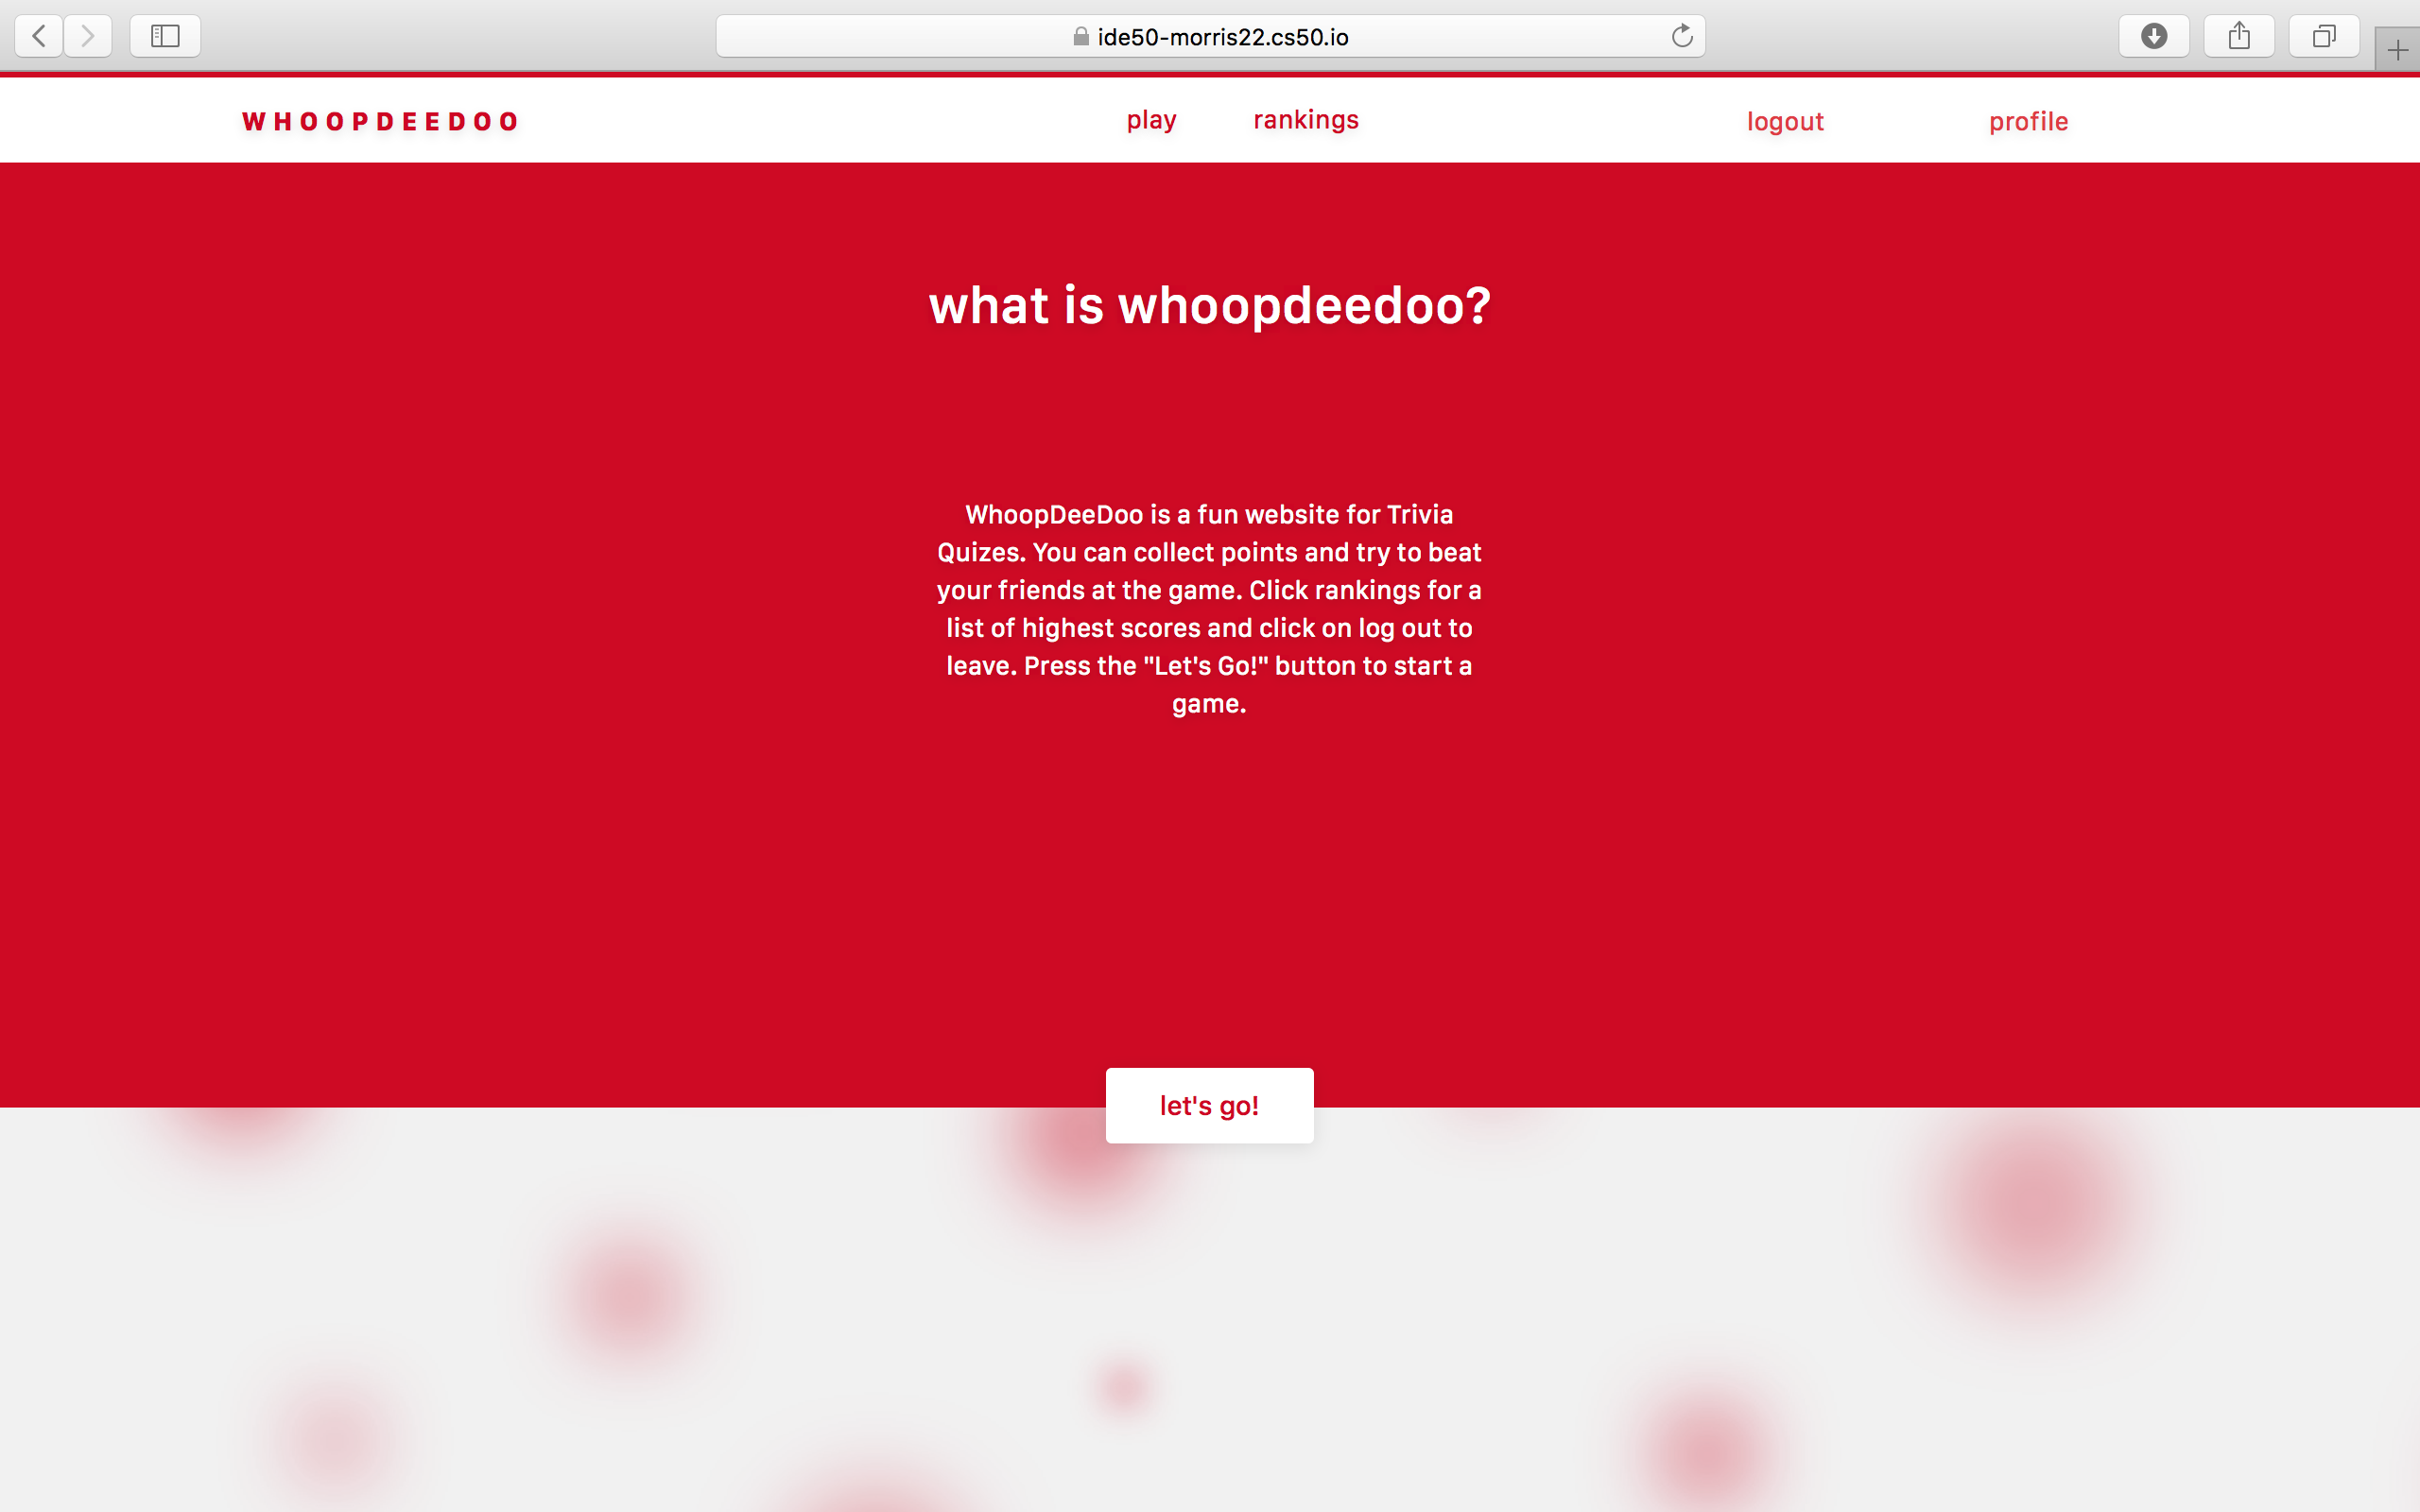 ide50-morris22.cs50.io
WHOOPDEEDOO play rankings logout profile
what is whoopdeedoo?
WhoopDeeDoo is a fun website for Trivia
Quizes. You can collect points and try to beat
your friends at the game. Click rankings for a
list of highest scores and click on log out to
leave. Press the "Let's Go!" button to start a
game.
let's go!